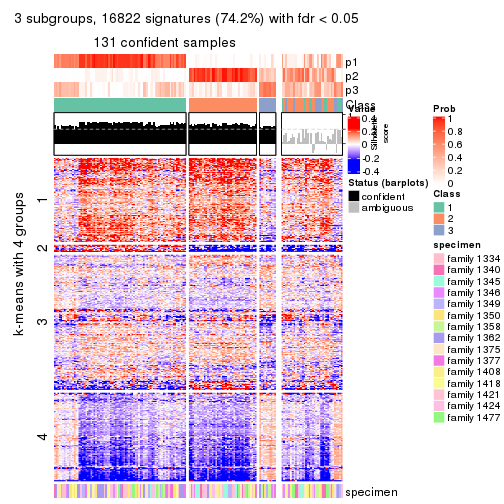 3 subgroups, 16822 signatures (74.2%) with fdr < 0.05
131 confident samples
p1
p2
p3
Class
Silhouette score
k-means with 4 groups
1
2
3
4
specimen
Value
0.4
0.2
0
-0.2
-0.4
Status (barplots)
confident
ambiguous
Prob
1
0.8
0.6
0.4
0.2
0
Class
1
2
3
specimen
family 1334
family 1340
family 1345
family 1346
family 1349
family 1350
family 1358
family 1362
family 1375
family 1377
family 1408
family 1418
family 1421
family 1424
family 1477